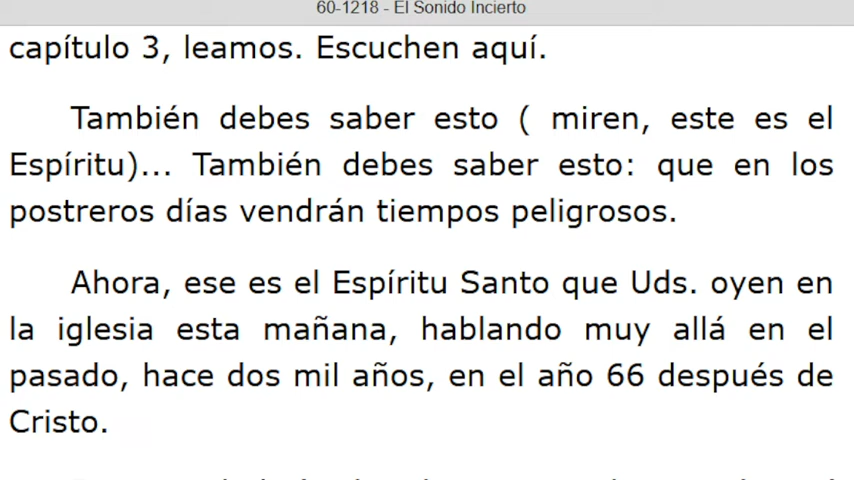 60-1218 - El Sonido Incierto
capítulo 3, leamos. Escuchen aquí.
También debes saber esto ( miren, este es el
Espíritu)... También debes saber esto: que en los
postreros días vendrán tiempos peligrosos.
Ahora, ese es el Espíritu Santo que Uds. oyen en
la iglesia esta mañana, hablando muy allá en el
pasado, hace dos mil años, en el año 66 después de
Cristo.